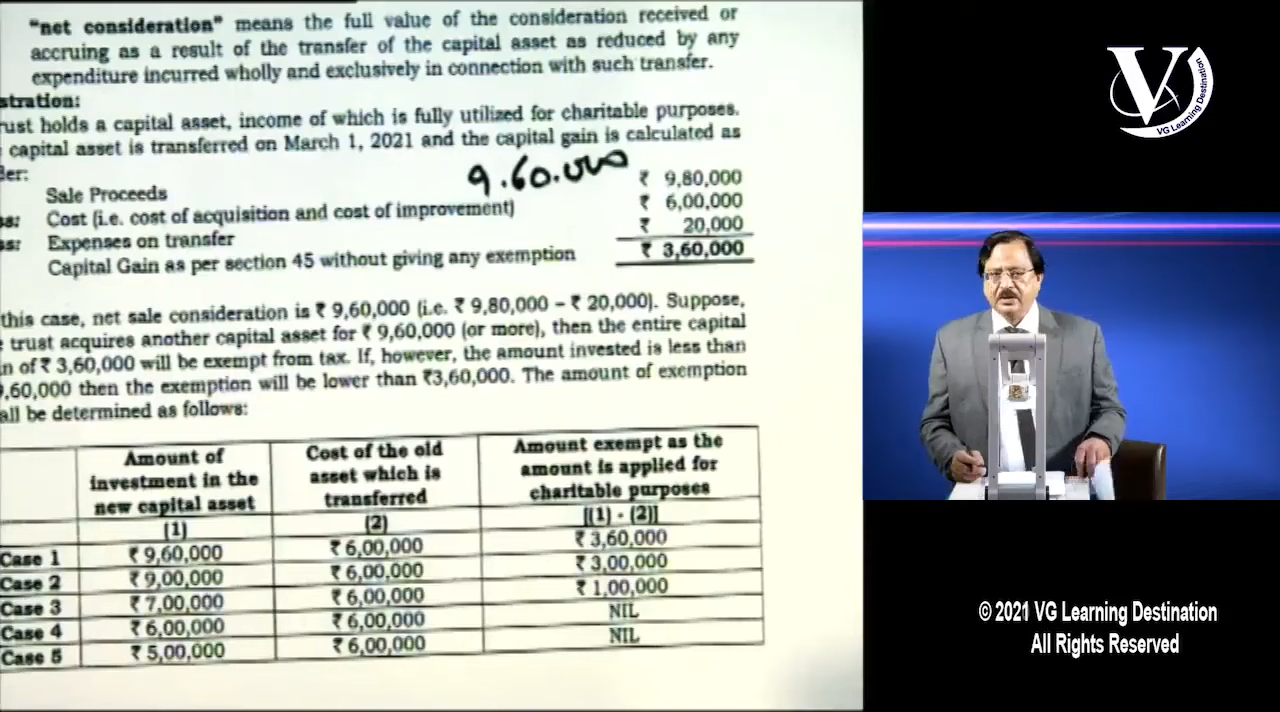 "net consideration" means the full value of the consideration received or
accruing as a result of the transfer of the capital asset as reduced by any
expenditure incurred wholly and exclusively in connection with such transfer.
stration:
rust holds a capital asset, income of which is fully utilized for charitable purposes.
capital asset is transferred on March 1, 2021 and the capital gain is calculated as
der:
9.60.000
Sale Proceeds ₹ 9,80,000
ss: Cost (i.e. cost of acquisition and cost of improvement) ₹ 6,00,000
ss: Expenses on transfer ₹ 20,000
Capital Gain as per section 45 without giving any exemption ₹ 3,60,000
this case, net sale consideration is ₹ 9,60,000 (i.e. ₹ 9,80,000 – ₹ 20,000). Suppose,
trust acquires another capital asset for ₹ 9,60,000 (or more), then the entire capital
n of ₹ 3,60,000 will be exempt from tax. If, however, the amount invested is less than
9,60,000 then the exemption will be lower than ₹3,60,000. The amount of exemption
all be determined as follows:
Amount of investment in the new capital asset Cost of the old asset which is transferred Amount exempt as the amount is applied for charitable purposes
(1) (2) [(1) - (2)]
Case 1 ₹ 9,60,000 ₹ 6,00,000 ₹ 3,60,000
Case 2 ₹ 9,00,000 ₹ 6,00,000 ₹ 3,00,000
Case 3 ₹ 7,00,000 ₹ 6,00,000 ₹ 1,00,000
Case 4 ₹ 6,00,000 ₹ 6,00,000 NIL
Case 5 ₹ 5,00,000 ₹ 6,00,000 NIL
V
VG Learning Destination
© 2021 VG Learning Destination
All Rights Reserved